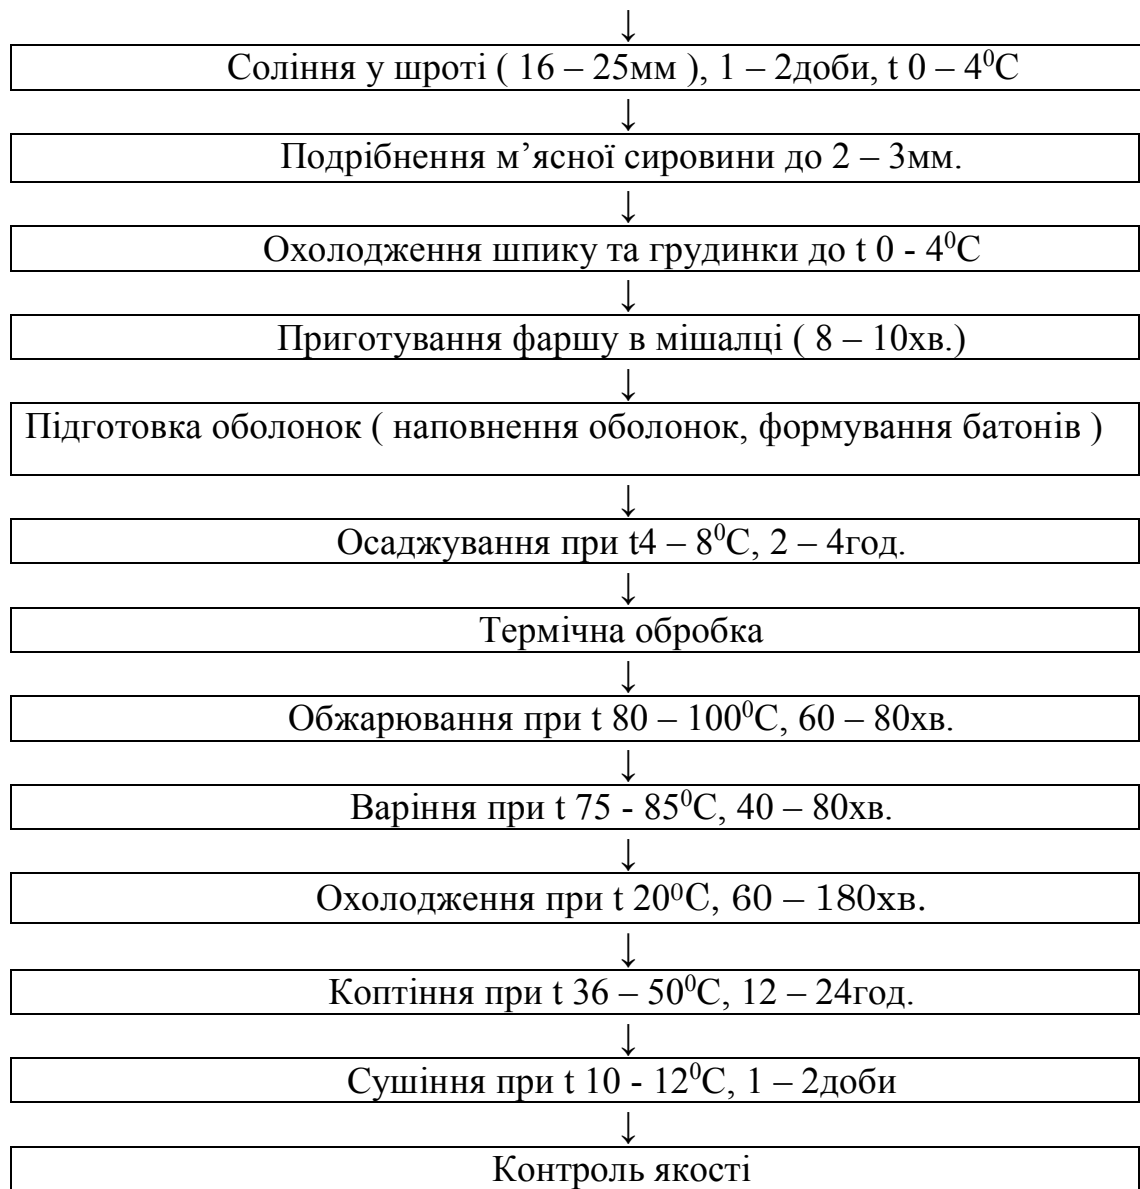 ↓
Соління у шроті ( 16 – 25мм ), 1 – 2доби, t 0 – 4⁰С
↓
Подрібнення м’ясної сировини до 2 – 3мм.
↓
Охолодження шпику та грудинки до t 0 - 4⁰С
↓
Приготування фаршу в мішалці ( 8 – 10хв.)
↓
Підготовка оболонок ( наповнення оболонок, формування батонів )
↓
Осаджування при t4 – 8⁰С, 2 – 4год.
↓
Термічна обробка
↓
Обжарювання при t 80 – 100⁰С, 60 – 80хв.
↓
Варіння при t 75 - 85⁰С, 40 – 80хв.
↓
Охолодження при t 20⁰С, 60 – 180хв.
↓
Коптіння при t 36 – 50⁰С, 12 – 24год.
↓
Сушіння при t 10 - 12⁰С, 1 – 2доби
↓
Контроль якості